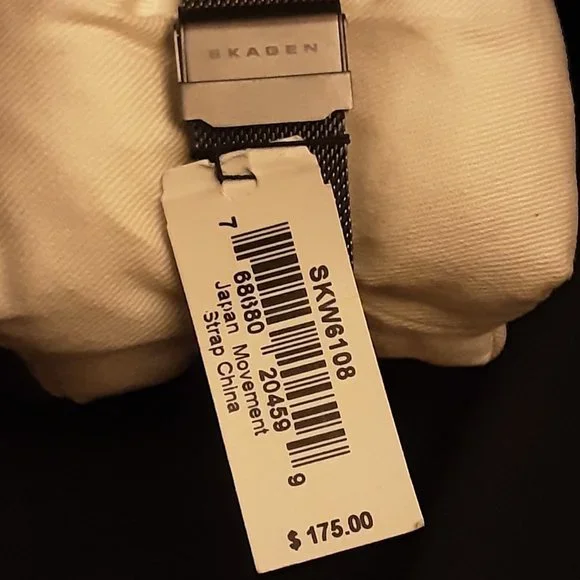 SKAGEN
SKW6108
7 68680 20459 9
Japan Movement
Strap China
$ 175.00